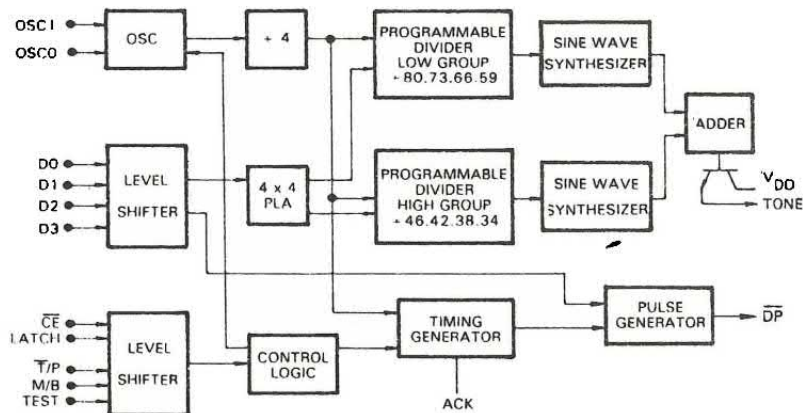 OSC I
OSCO
OSC
÷ 4
PROGRAMMABLE
DIVIDER
LOW GROUP
÷80.73.66.59
SINE WAVE
SYNTHESIZER
ADDER
VDD
TONE
D0
D1
D2
D3
LEVEL
SHIFTER
4 x 4
PLA
PROGRAMMABLE
DIVIDER
HIGH GROUP
÷46.42.38.34
SINE WAVE
SYNTHESIZER
CE
LATCH
T/P
M/B
TEST
LEVEL
SHIFTER
CONTROL
LOGIC
TIMING
GENERATOR
ACK
PULSE
GENERATOR
DP